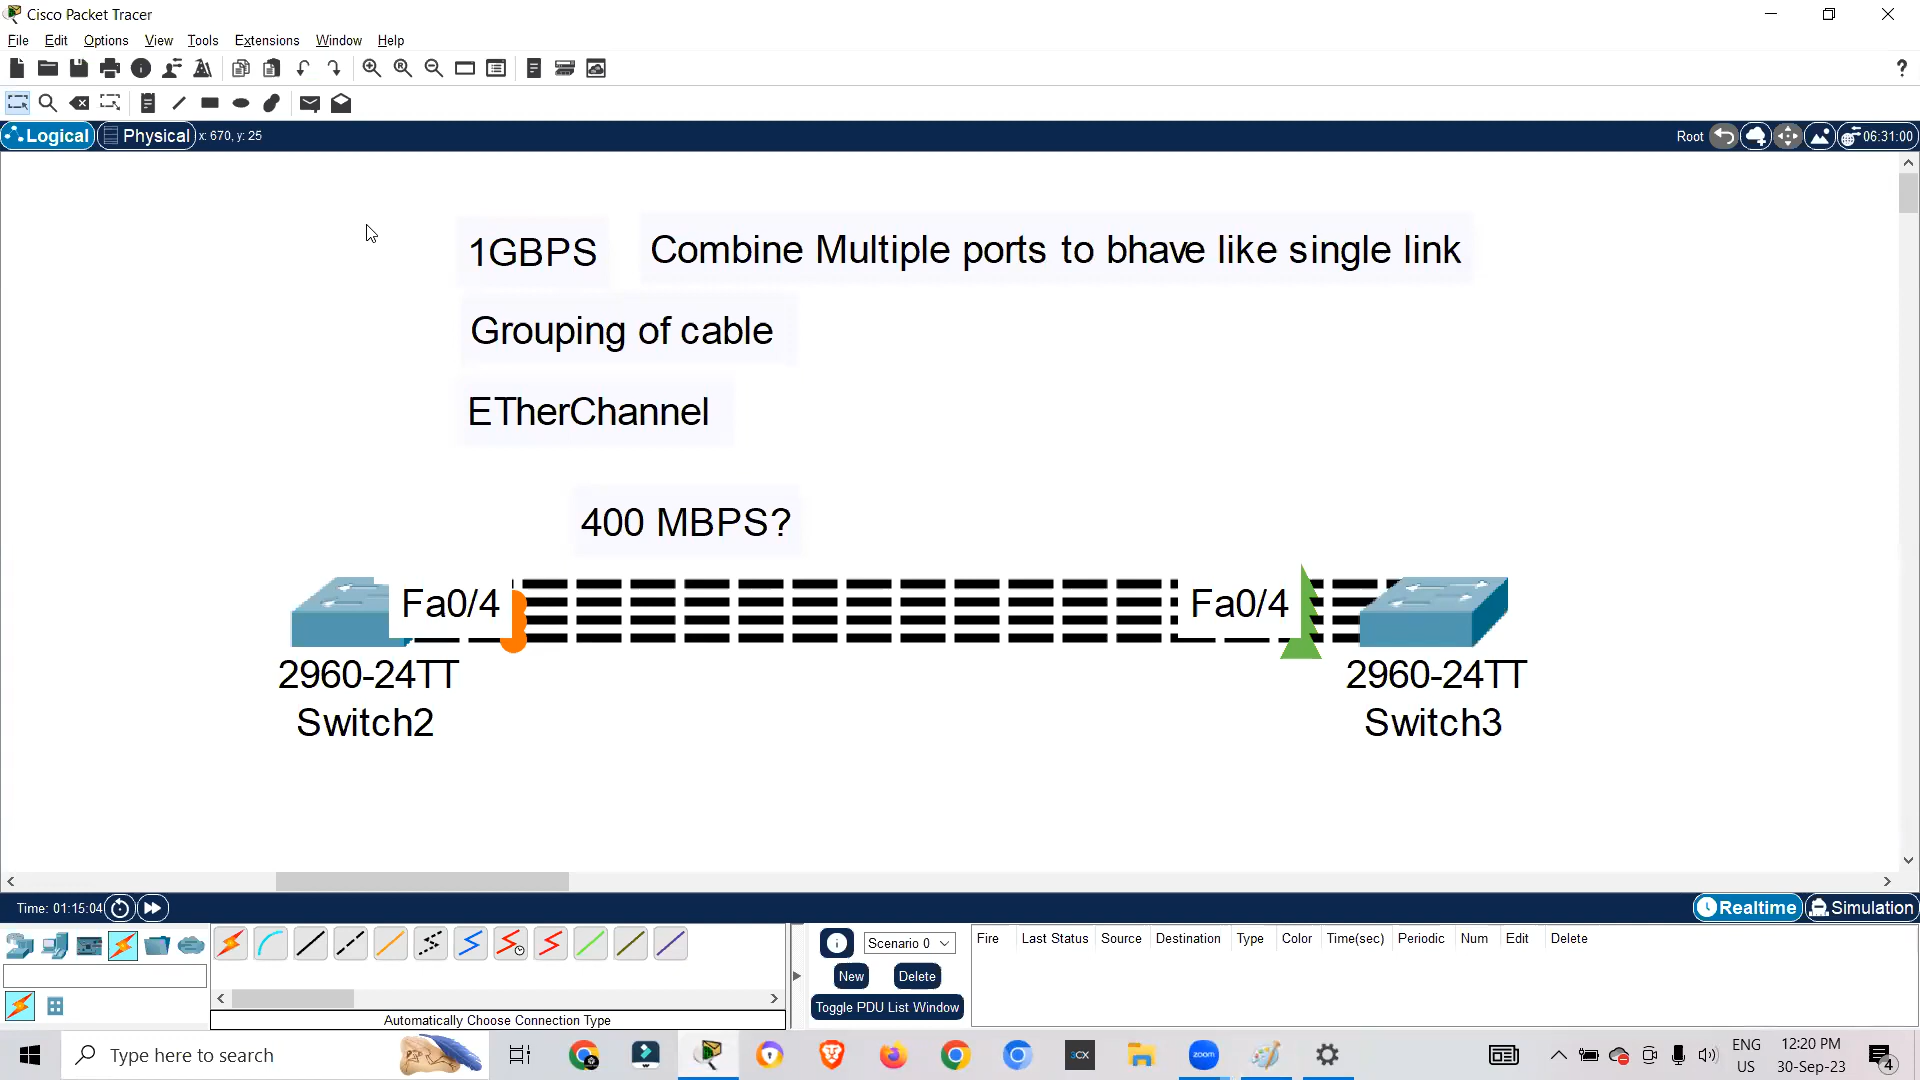 Cisco Packet Tracer
File Edit Options View Tools Extensions Window Help
Logical Physical x: 670, y: 25 Root 06:31:00
1GBPS Combine Multiple ports to bhave like single link
Grouping of cable
ETherChannel
400 MBPS?
Fa0/4 Fa0/4
2960-24TT 2960-24TT
Switch2 Switch3
Time: 01:15:04 Realtime Simulation
Scenario 0 Fire Last Status Source Destination Type Color Time(sec) Periodic Num Edit Delete
New Delete
Toggle PDU List Window
Automatically Choose Connection Type
Type here to search
3CX zoom
ENG 12:20 PM
US 30-Sep-23 4